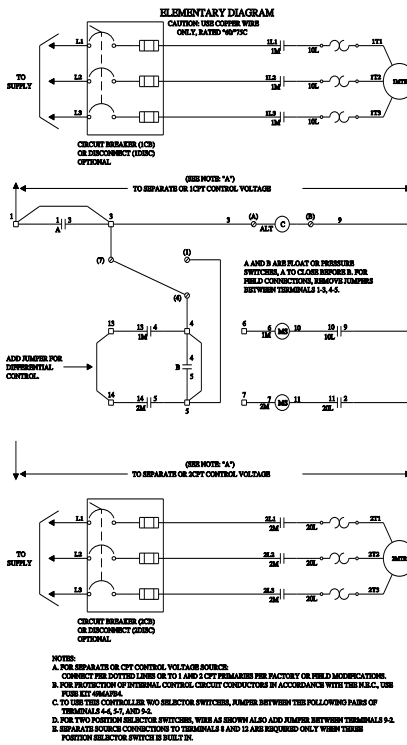 ELEMENTARY DIAGRAM
CAUTION: USE COPPER WIRE
ONLY, RATED "60/"75C
L1
1L1
1M
10L
1T1
TO
SUPPLY
L2
1L2
1M
10L
1T2
1MTR
L3
1L3
1M
10L
1T3
CIRCUIT BREAKER (1CB)
OR DISCONNECT (1DISC)
OPTIONAL
(SEE NOTE: "A")
TO SEPARATE OR 1CPT CONTROL VOLTAGE
1
1
3
A
3
3
(A)
ALT
C
(B)
9
(7)
(1)
(4)
A AND B ARE FLOAT OR PRESSURE
SWITCHES, A TO CLOSE BEFORE B. FOR
FIELD CONNECTIONS, REMOVE JUMPERS
BETWEEN TERMINALS 1-3, 4-5.
13
13
4
1M
4
6
6
1M
MS
10
10
9
10L
ADD JUMPER FOR
DIFFERENTIAL
CONTROL.
B
4
5
14
14
5
2M
5
7
7
2M
MS
11
11
2
20L
(SEE NOTE: "A")
TO SEPARATE OR 2CPT CONTROL VOLTAGE
L1
2L1
2M
20L
2T1
TO
SUPPLY
L2
2L2
2M
20L
2T2
2MTR
L3
2L3
2M
20L
2T3
CIRCUIT BREAKER (2CB)
OR DISCONNECT (2DISC)
OPTIONAL
NOTES:
A. FOR SEPARATE OR CPT CONTROL VOLTAGE SOURCE:
CONNECT PER DOTTED LINES OR TO 1 AND 2 CPT PRIMARIES PER FACTORY OR FIELD MODIFICATIONS.
B. FOR PROTECTION OF INTERNAL CONTROL CIRCUIT CONDUCTORS IN ACCORDANCE WITH THE N.E.C., USE
FUSE KIT 49MAFB4.
C. TO USE THIS CONTROLLER W/O SELECTOR SWITCHES, JUMPER BETWEEN THE FOLLOWING PAIRS OF
TERMINALS 4-6, 5-7, AND 9-2.
D. FOR TWO POSITION SELECTOR SWITCHES, WIRE AS SHOWN ALSO ADD JUMPER BETWEEN TERMINALS 9-2.
E. SEPARATE SOURCE CONNECTIONS TO TERMINALS 8 AND 12 ARE REQUIRED ONLY WHEN THREE
POSITION SELECTOR SWITCH IS BUILT IN.